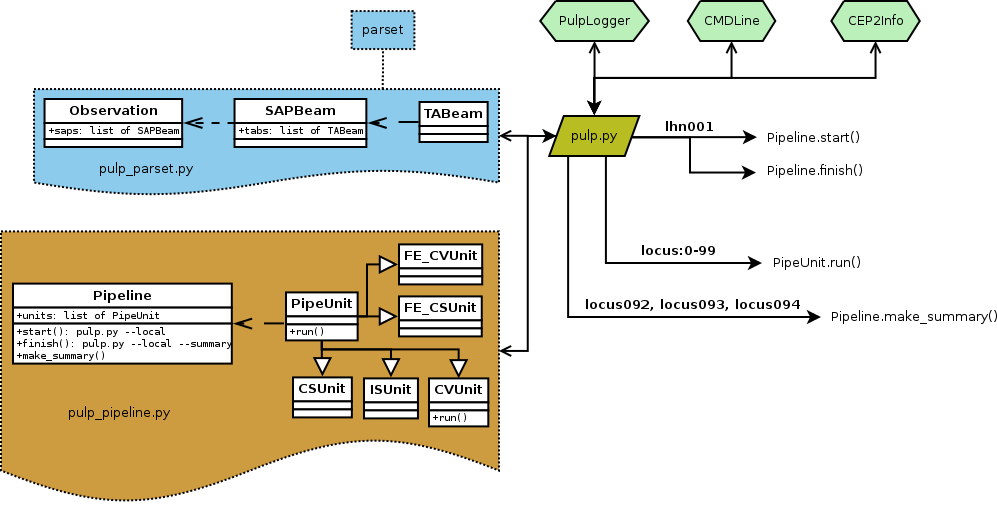 PulpLogger
CMDLine
CEP2Info
parset
Observation
+saps: list of SAPBeam
SAPBeam
+tabs: list of TABeam
TABeam
pulp_parset.py
pulp.py
lhn001
Pipeline.start()
Pipeline.finish()
locus:0-99
PipeUnit.run()
locus092, locus093, locus094
Pipeline.make_summary()
FE_CVUnit
Pipeline
+units: list of PipeUnit
+start(): pulp.py --local
+finish(): pulp.py --local --summary
+make_summary()
PipeUnit
+run()
FE_CSUnit
CSUnit
ISUnit
CVUnit
+run()
pulp_pipeline.py